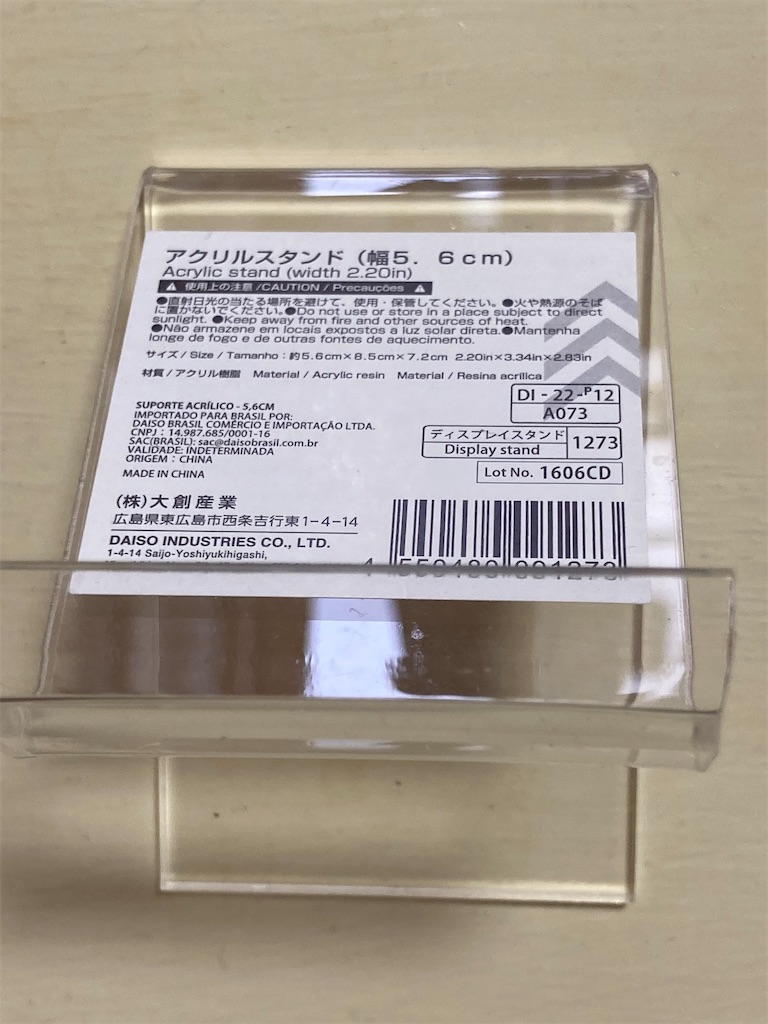 アクリルスタンド（幅５．６ｃｍ）
Acrylic stand (width 2.20in)
使用上の注意 /CAUTION / Precauções
●直射日光の当たる場所を避けて、使用・保管してください。●火や熱源のそば
に置かないでください。●Do not use or store in a place subject to direct
sunlight. ●Keep away from fire and other sources of heat.
●Não armazene em locais expostos a luz solar direta.●Mantenha
longe de fogo e de outras fontes de aquecimento.
サイズ / Size / Tamanho : 約5.6cm×8.5cm×7.2cm 2.20in×3.34in×2.83in
材質 / アクリル樹脂 Material / Acrylic resin Material / Resina acrílica
DI - 22 -P12
A073
SUPORTE ACRÍLICO - 5,6CM
IMPORTADO PARA BRASIL POR:
DAISO BRASIL COMÉRCIO E IMPORTAÇÃO LTDA.
CNPJ : 14.987.685/0001-16
SAC(BRASIL): sac@daisobrasil.com.br
VALIDADE: INDETERMINADA
ORIGEM : CHINA
MADE IN CHINA
ディスプレイスタンド
Display stand
1273
Lot No. 1606CD
(株)大創産業
広島県東広島市西条吉行東1-4-14
DAISO INDUSTRIES CO., LTD.
1-4-14 Saijo-Yoshiyukihigashi,